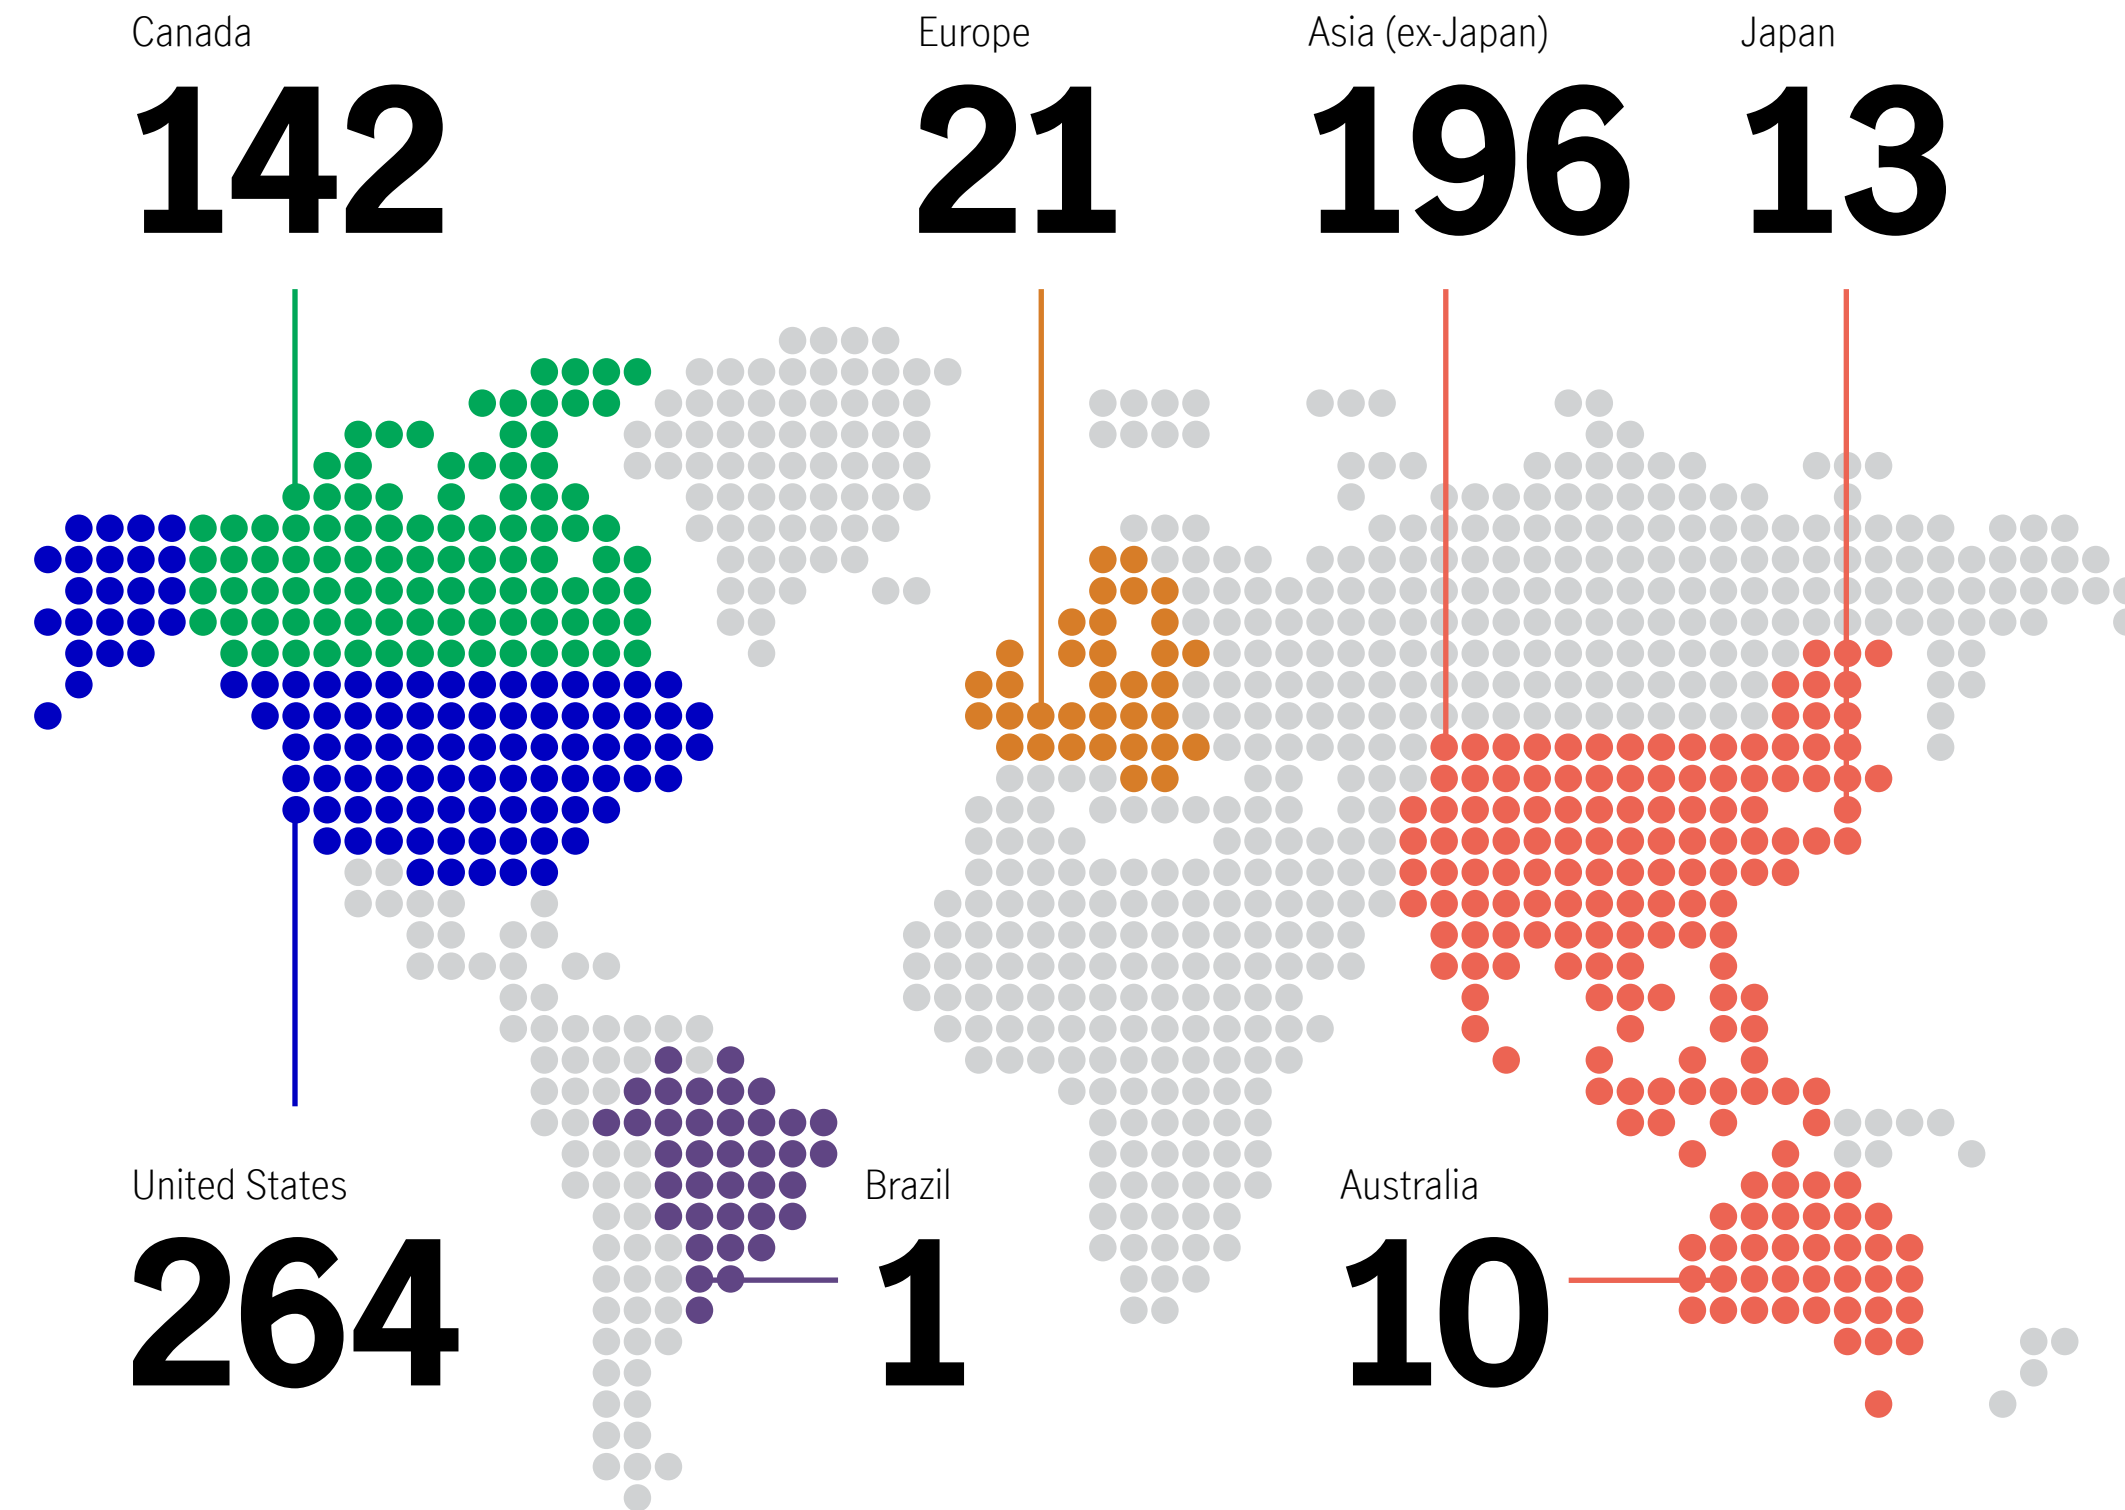 Canada
142
Europe
21
Asia (ex-Japan)
196
Japan
13
United States
264
Brazil
1
Australia
10